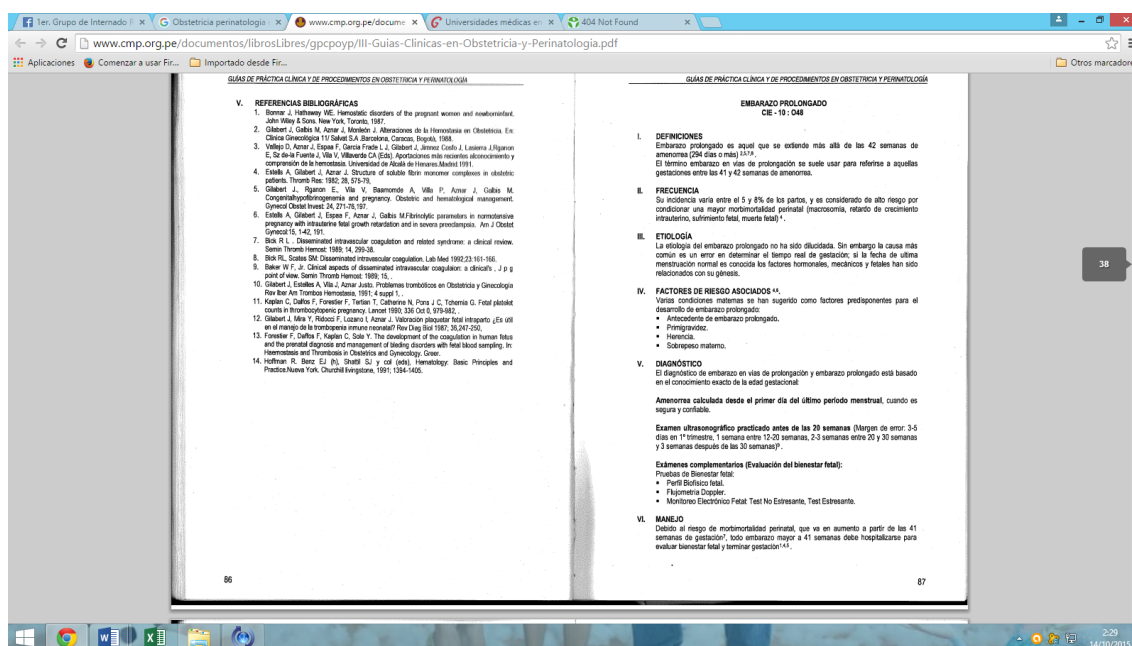 1er. Grupo de Internado R
Obstetricia perinatologia
www.cmp.org.pe/docume
Universidades médicas en
404 Not Found
www.cmp.org.pe/documentos/librosLibres/gpcpoyp/III-Guias-Clinicas-en-Obstetricia-y-Perinatologia.pdf
Aplicaciones
Comenzar a usar Fir...
Importado desde Fir...
Otros marcadore
GUÍAS DE PRÁCTICA CLÍNICA Y DE PROCEDIMIENTOS EN OBSTETRICIA Y PERINATOLOGÍA
V. REFERENCIAS BIBLIOGRÁFICAS
1. Bonnar J, Hathaway WE. Hemostatic disorders of the pregnant women and newborninfant.
John Wiley & Sons. New York, Toronto, 1987.
2. Gilabert J, Galbis M, Aznar J, Monleón J. Alteraciones de la Hemostasia en Obstetricia. En:
Clínica Ginecológica 11/ Salvat S.A .Barcelona, Caracas, Bogotá, 1988.
3. Vallejo D, Aznar J, Espaa F, García Frade L J, Gilabert J, Jimnez Cosfo J, Lasierra J,Rganon
E, Sz de-la Fuente J, Vila V, Villaverde CA (Eds). Aportaciones más recientes alconocimiento y
comprensión de la hemostasia. Universidad de Alcalá de Henares.Madrid.1991.
4. Estells A, Gilabert J, Aznar J. Structure of soluble fibrin monomer complexes in obstetric
patients. Thromb Res: 1982; 28, 575-79,
5. Gilabert J., Rganon E., Vila V, Baamonde A, Villa P, Aznar J, Galbis M.
Congenitalhypofibrinogenemia and pregnancy. Obstetric and hematological management.
Gynecol Obstet Invest: 24, 271-76,197.
6. Estells A, Gilabert J, Espaa F, Aznar J, Galbis M.Fibrinolytic parameters in normotensive
pregnancy with intrauterine fetal growth retardation and in severa preedampsia. Am J Obstet
Gynecol:15, 1-42, 191.
7. Bick R L . Disseminated intravascular coagulation and related syndrome: a clinical review.
Semin Thromb Hemost: 1989; 14, 299-38.
8. Bick RL, Scates SM: Disseminated intravascular coagulation. Lab Med 1992;23:161-166.
9. Baker W F, Jr. Clinical aspects of disseminated intravascular coagulaion: a clinical's , J p g
point of view. Semin Thromb Hemost: 1989; 15, .
10. Gilabert J, Estelles A, Vila J, Aznar J. Problemas trombóticos en Obstetricia y Ginecología
Rev Iber Am Trombos Hemostasia, 1991; 4 suppl 1, .
11. Kaplan C, Dalfos F, Forestier F, Tertian T, Catherine N, Pons J C, Tchernia G. Fetal platelet
counts in thrombocytopenic pregnancy. Lancet 1990; 336 Oct 0, 979-982, .
12. Gilabert J, Mira Y, Ridocci F, Lozano I, Aznar J. Valoración plaquetar fetal intraparto ¿Es útil
en el manejo de la trombopenia inmune neonatal? Rev Diag Biol 1987; 36,247-250,
13. Forestier F, Daffos F, Kaplan C, Sole Y. The development of the coagulation in human fetus
and the prenatal diagnosis and management of bleding disorders with fetal blood sampling. In:
Haemostasis and Thrombosis in Obstetrics and Gynecology. Greer.
14. Hoffman R. Benz EJ (h), Shattil SJ y col (eds), Hematology: Basic Principles and
Practice.Nueva York. Churchill livingstone, 1991; 1394-1405.
86
GUÍAS DE PRÁCTICA CLÍNICA Y DE PROCEDIMIENTOS EN OBSTETRICIA Y PERINATOLOGÍA
EMBARAZO PROLONGADO
CIE - 10 : O48
I. DEFINICIONES
Embarazo prolongado es aquel que se extiende más allá de las 42 semanas de
amenorrea (294 días o más) 2,5,7,8 .
El término embarazo en vías de prolongación se suele usar para referirse a aquellas
gestaciones entre las 41 y 42 semanas de amenorrea.
II. FRECUENCIA
Su incidencia varía entre el 5 y 8% de los partos, y es considerado de alto riesgo por
condicionar una mayor morbimortalidad perinatal (macrosomía, retardo de crecimiento
intrauterino, sufrimiento fetal, muerte fetal) 4 .
III. ETIOLOGÍA
La etiología del embarazo prolongado no ha sido dilucidada. Sin embargo la causa más
común es un error en determinar el tiempo real de gestación; si la fecha de ultima
menstruación normal es conocida los factores hormonales, mecánicos y fetales han sido
relacionados con su génesis.
IV. FACTORES DE RIESGO ASOCIADOS 4,6.
Varias condiciones maternas se han sugerido como factores predisponentes para el
desarrollo de embarazo prolongado:
▪ Antecedente de embarazo prolongado.
▪ Primigravidez.
▪ Herencia.
▪ Sobrepeso materno.
V. DIAGNÓSTICO
El diagnóstico de embarazo en vías de prolongación y embarazo prolongado está basado
en el conocimiento exacto de la edad gestacional:
Amenorrea calculada desde el primer día del último periodo menstrual, cuando es
segura y confiable.
Examen ultrasonográfico practicado antes de las 20 semanas (Margen de error: 3-5
días en 1º trimestre, 1 semana entre 12-20 semanas, 2-3 semanas entre 20 y 30 semanas
y 3 semanas después de las 30 semanas)9 .
Exámenes complementarios (Evaluación del bienestar fetal):
Pruebas de Bienestar fetal:
▪ Perfil Biofísico fetal.
▪ Flujometría Doppler.
▪ Monitoreo Electrónico Fetal: Test No Estresante, Test Estresante.
VI. MANEJO
Debido al riesgo de morbimortalidad perinatal, que va en aumento a partir de las 41
semanas de gestación7, todo embarazo mayor a 41 semanas debe hospitalizarse para
evaluar bienestar fetal y terminar gestación1,4,5 .
87
38
2:29
14/10/2015